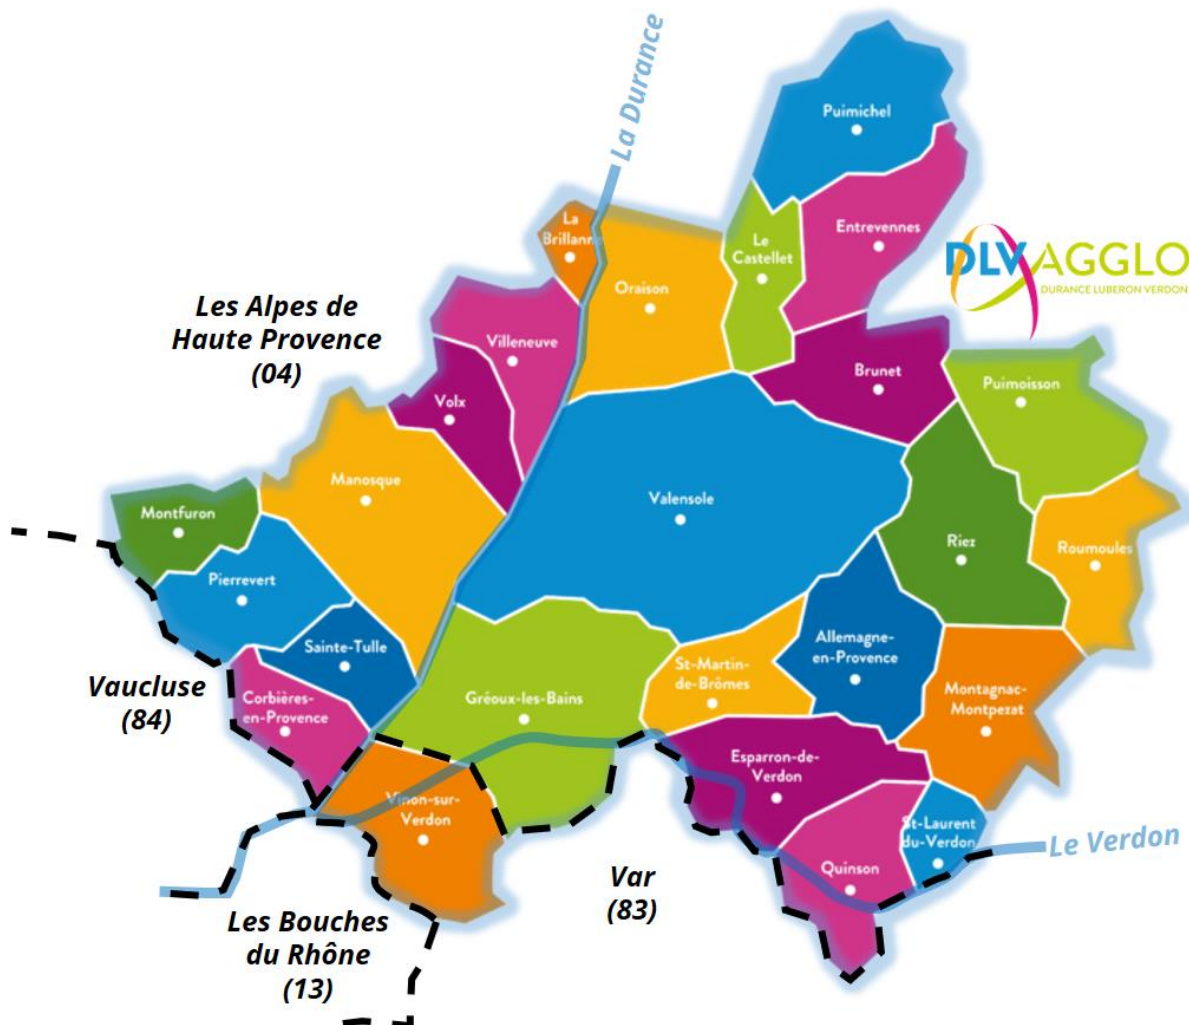 La Durance
Puimichel
La
Brillanne
Entrevennes
Le
Castellet
DLVAGGLO
DURANCE LUBERON VERDON
Oraison
Les Alpes de
Haute Provence
(04)
Villeneuve
Brunet
Puimoisson
Volx
Manosque
Valensole
Montfuron
Riez
Roumoules
Pierrevert
Sainte-Tulle
Allemagne-
en-Provence
St-Martin-
de-Brômes
Vaucluse
(84)
Corbières-
en-Provence
Gréoux-les-Bains
Montagnac-
Montpezat
Esparron-de-
Verdon
Vinon-sur-
Verdon
St-Laurent
du-Verdon
Le Verdon
Quinson
Var
(83)
Les Bouches
du Rhône
(13)